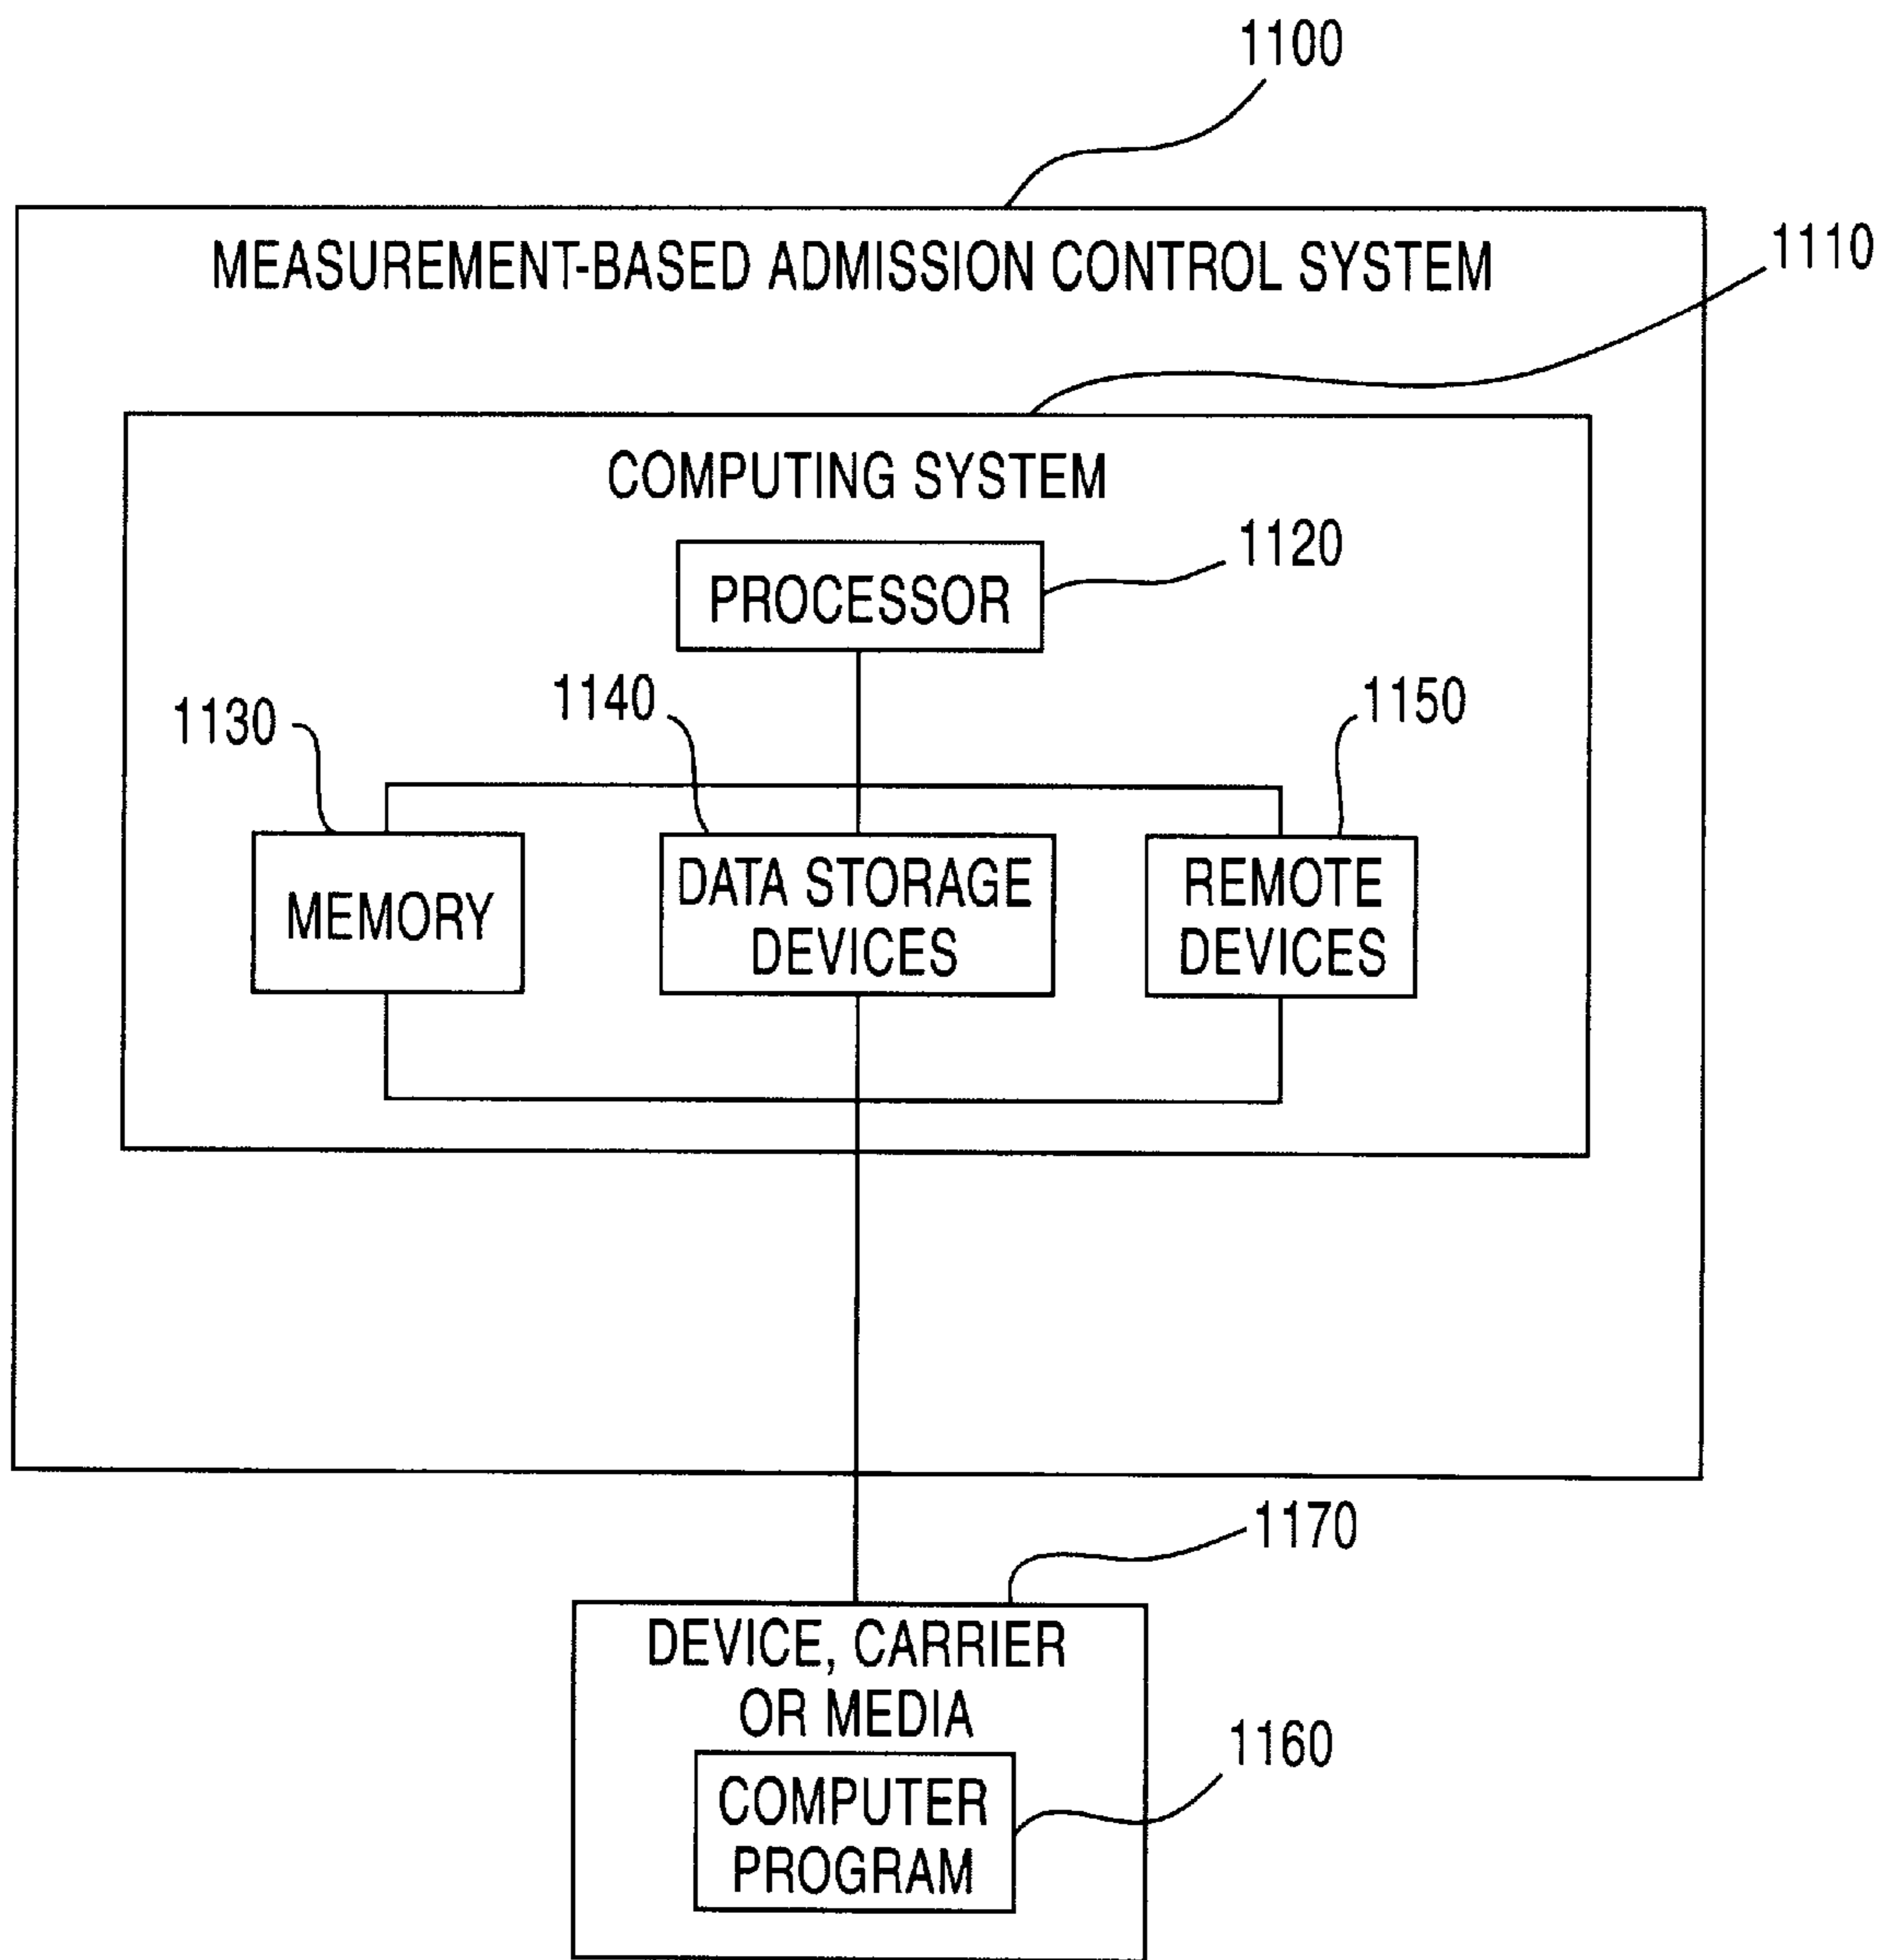 1100
MEASUREMENT-BASED ADMISSION CONTROL SYSTEM
1110
COMPUTING SYSTEM
1120
PROCESSOR
1130
1140
1150
MEMORY
DATA STORAGE
DEVICES
REMOTE
DEVICES
1170
DEVICE, CARRIER
OR MEDIA
1160
COMPUTER
PROGRAM